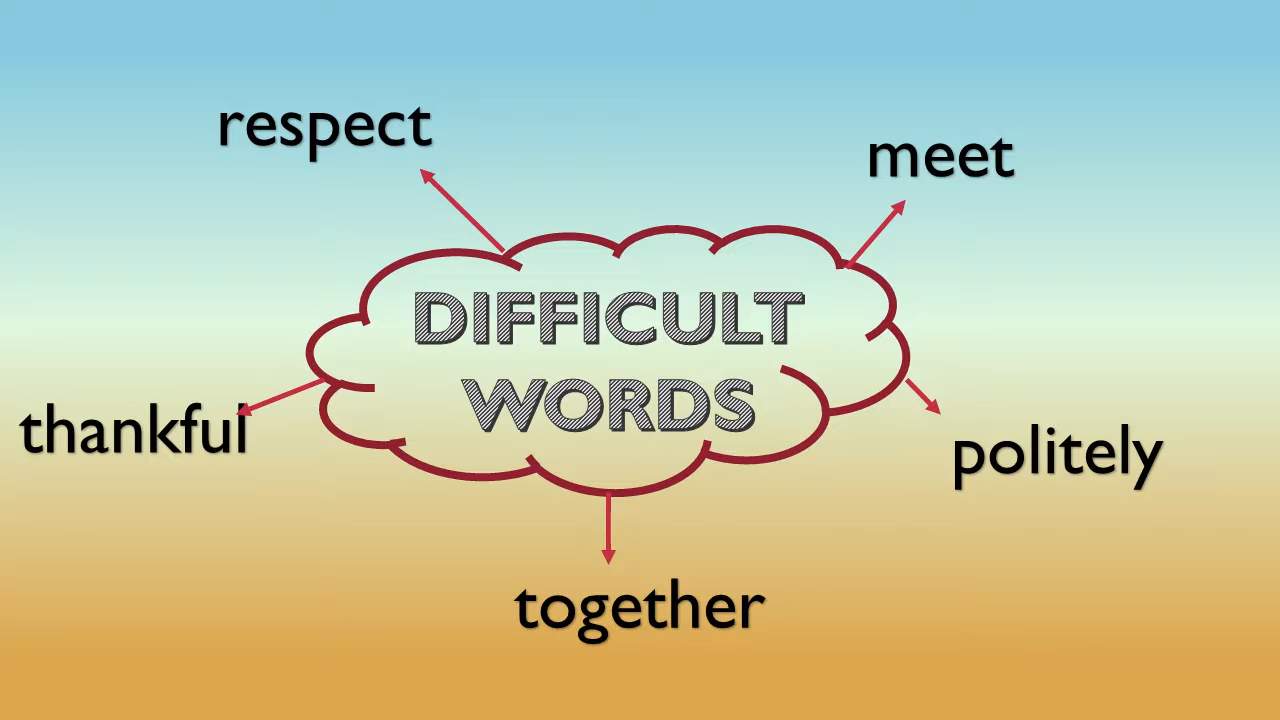 respect
meet
DIFFICULT
WORDS
thankful
politely
together